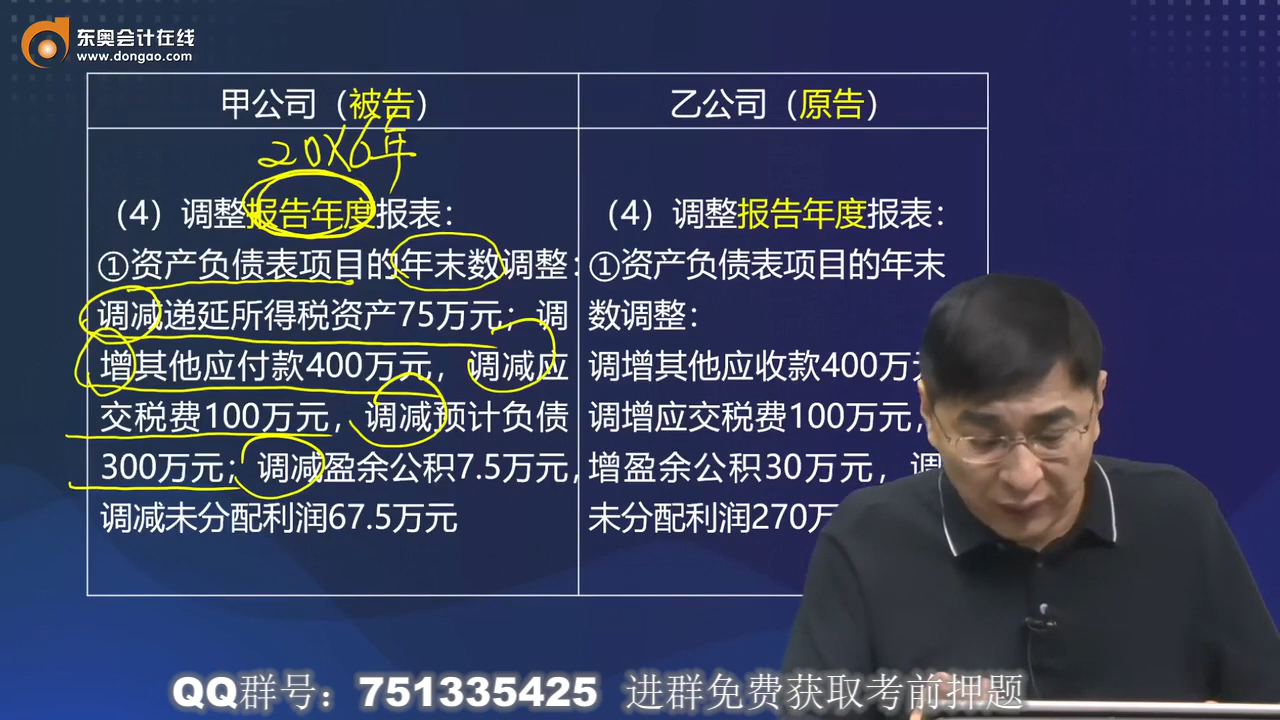 东奥会计在线
www.dongao.com
甲公司（被告）
20X6年
（4）调整报告年度报表：
①资产负债表项目的年末数调整：
调减递延所得税资产75万元；调
增其他应付款400万元，调减应
交税费100万元，调减预计负债
300万元；调减盈余公积7.5万元，
调减未分配利润67.5万元
乙公司（原告）
（4）调整报告年度报表：
①资产负债表项目的年末
数调整：
调增其他应收款400万
调增应交税费100万元，
增盈余公积30万元，调
未分配利润270万
QQ群号：751335425 进群免费获取考前押题